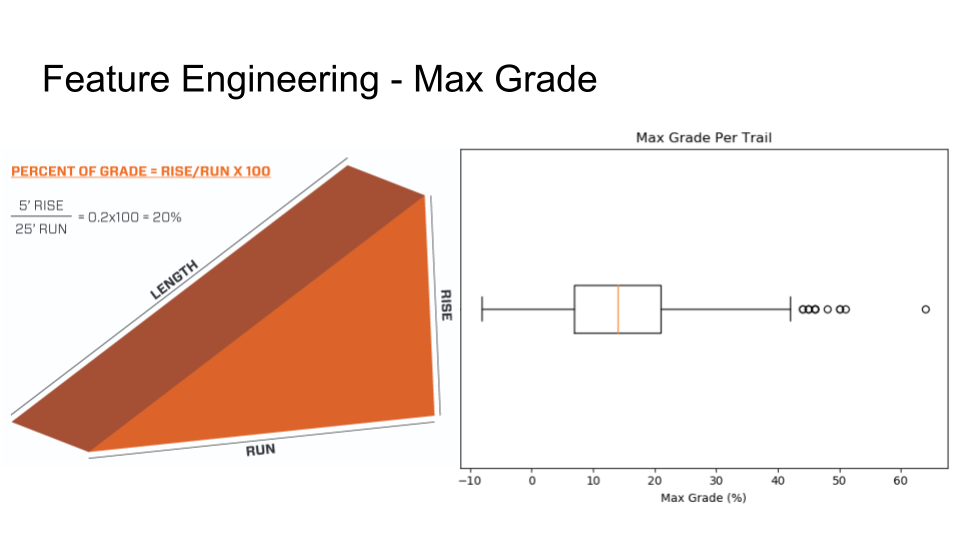 Feature Engineering - Max Grade
PERCENT OF GRADE = RISE/RUN X 100
5' RISE
25' RUN
= 0.2x100 = 20%
LENGTH
RISE
RUN
Max Grade Per Trail
−10 0 10 20 30 40 50 60
Max Grade (%)